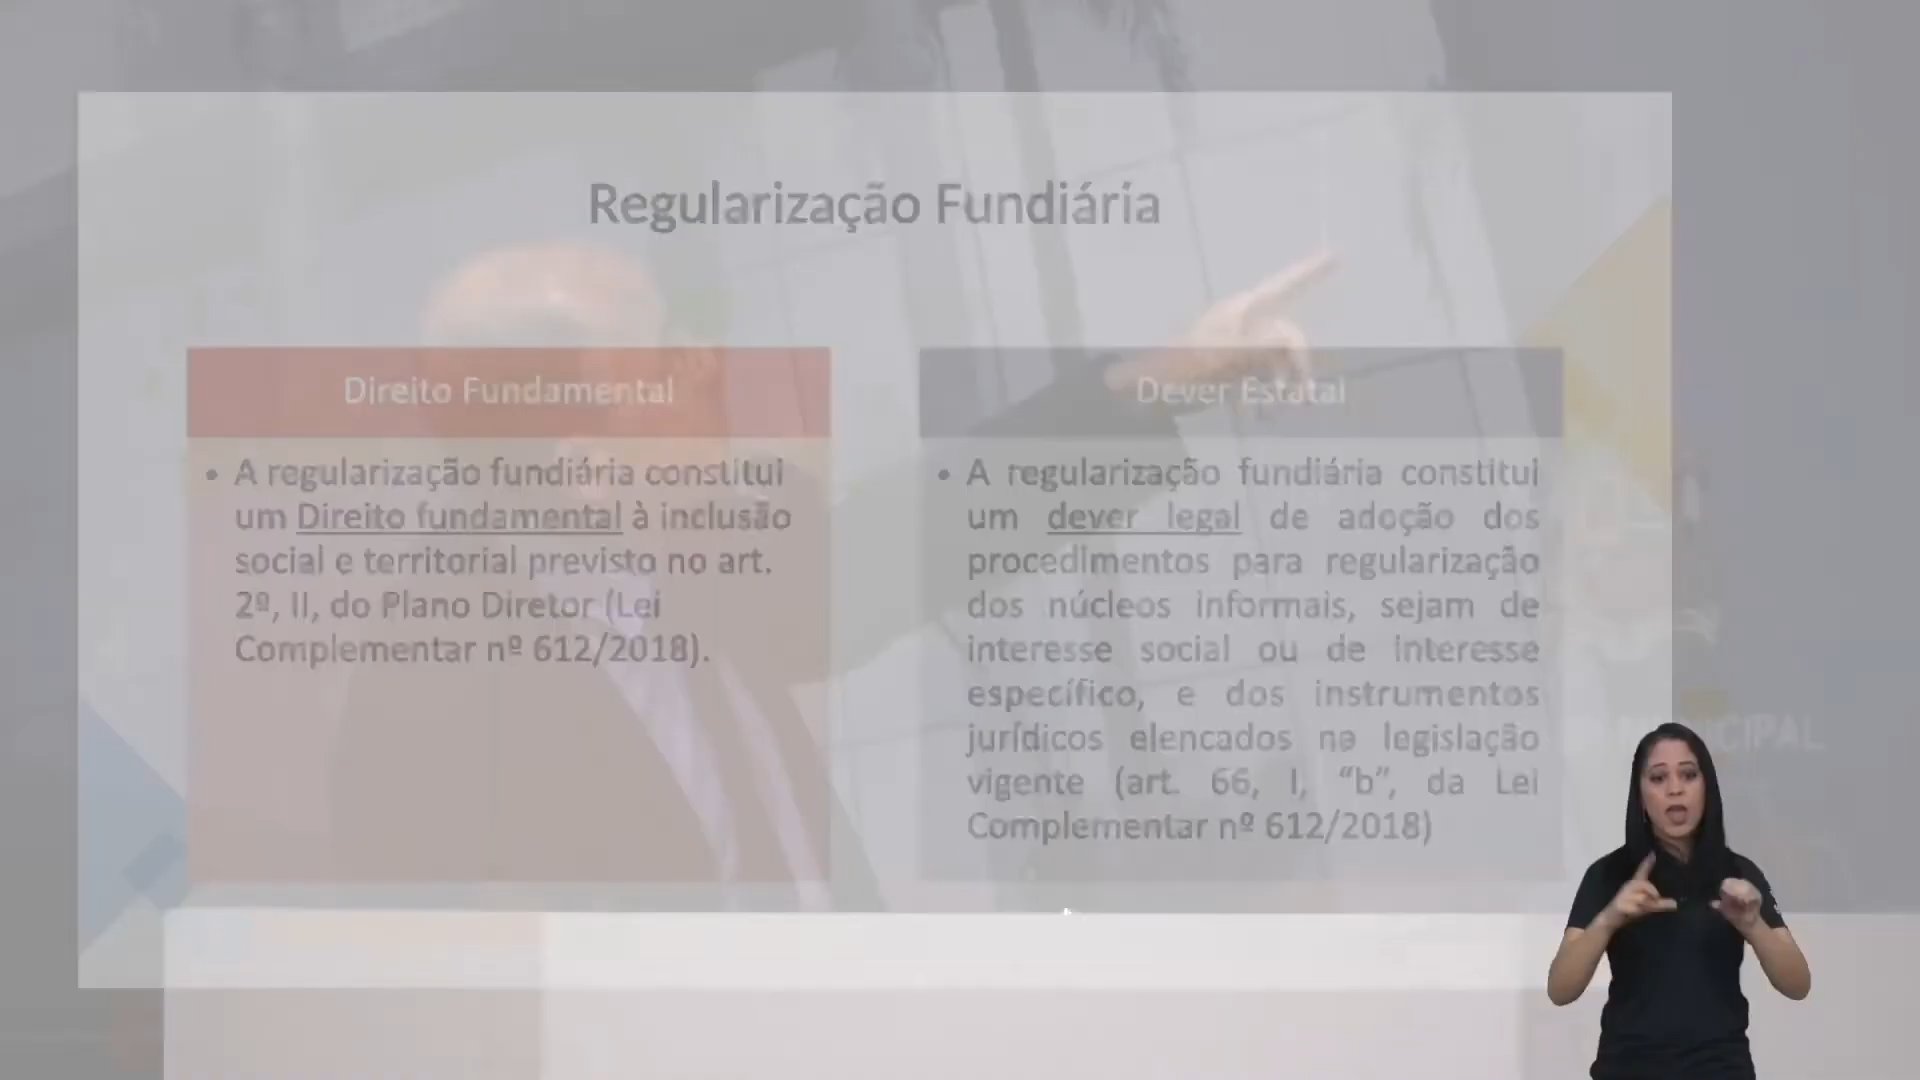 Regularização Fundiária
Direito Fundamental
• A regularização fundiária constitui
um Direito fundamental à inclusão
social e territorial previsto no art.
2º, II, do Plano Diretor (Lei
Complementar nº 612/2018).
Dever Estatal
• A regularização fundiária constitui
um dever legal de adoção dos
procedimentos para regularização
dos núcleos informais, sejam de
interesse social ou de interesse
específico, e dos instrumentos
jurídicos elencados na legislação
vigente (art. 66, I, “b”, da Lei
Complementar nº 612/2018)